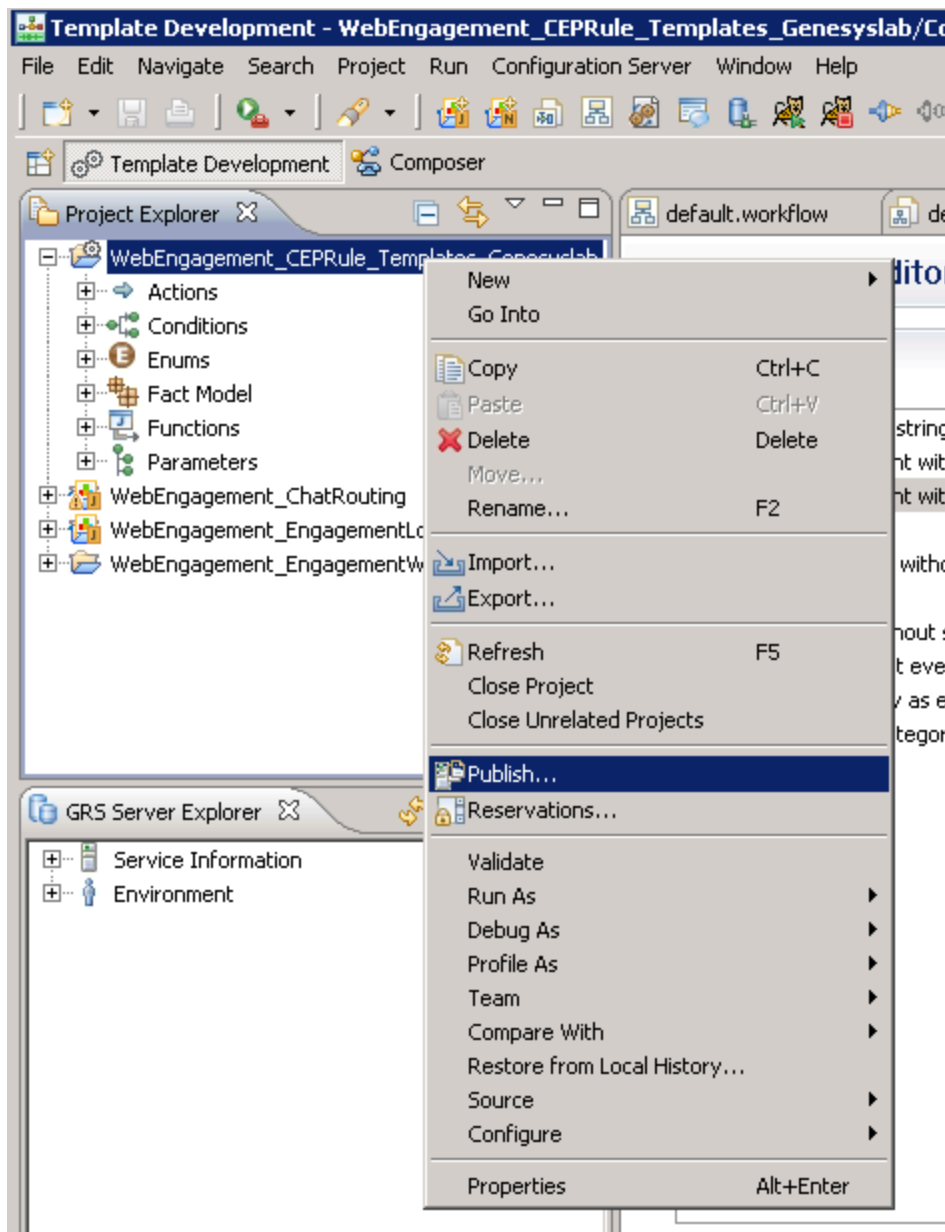 Template Development - WebEngagement_CEPRule_Templates_Genesyslab/Co
File Edit Navigate Search Project Run Configuration Server Window Help
Template Development Composer
Project Explorer
default.workflow
de
WebEngagement_CEPRule_Templates_Genesyslab
Actions
Conditions
Enums
Fact Model
Functions
Parameters
WebEngagement_ChatRouting
WebEngagement_EngagementLo
WebEngagement_EngagementW
GRS Server Explorer
Service Information
Environment
New
Go Into
Copy Ctrl+C
Paste Ctrl+V
Delete Delete
Move...
Rename... F2
Import...
Export...
Refresh F5
Close Project
Close Unrelated Projects
Publish...
Reservations...
Validate
Run As
Debug As
Profile As
Team
Compare With
Restore from Local History...
Source
Configure
Properties Alt+Enter
ditor
string
nt wit
nt wit
witho
hout s
t eve
y as e
tegor